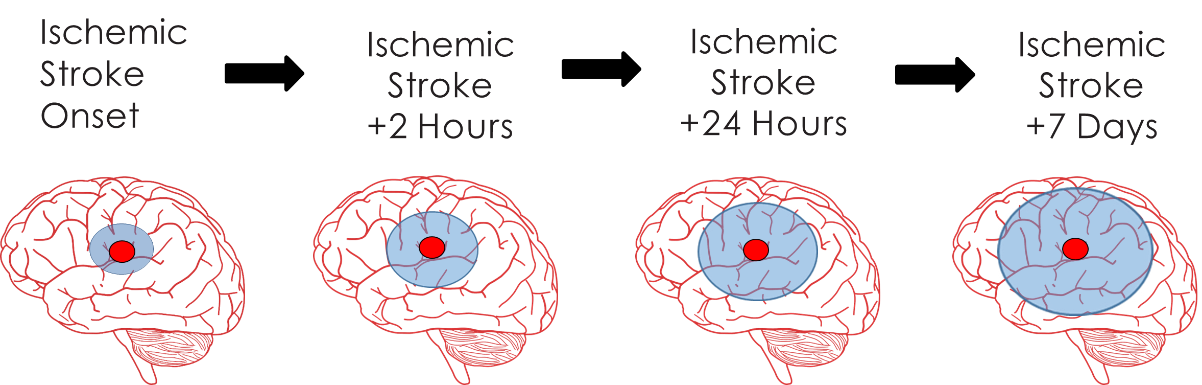 Ischemic
Stroke
Onset
Ischemic
Stroke
+2 Hours
Ischemic
Stroke
+24 Hours
Ischemic
Stroke
+7 Days